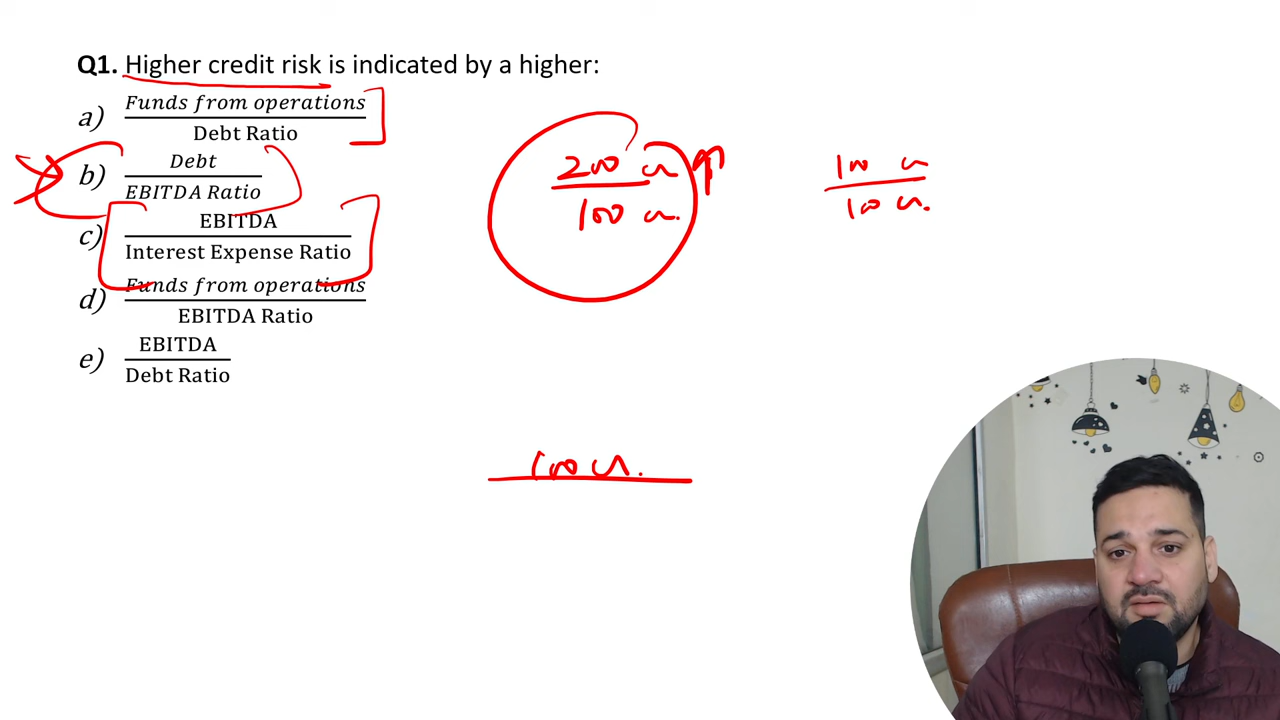 Q1. Higher credit risk is indicated by a higher:
a) Funds from operations
Debt Ratio
b) Debt
EBITDA Ratio
c) EBITDA
Interest Expense Ratio
d) Funds from operations
EBITDA Ratio
e) EBITDA
Debt Ratio
200 cr
100 cr.
100 cr
10 cr.
100 cr.